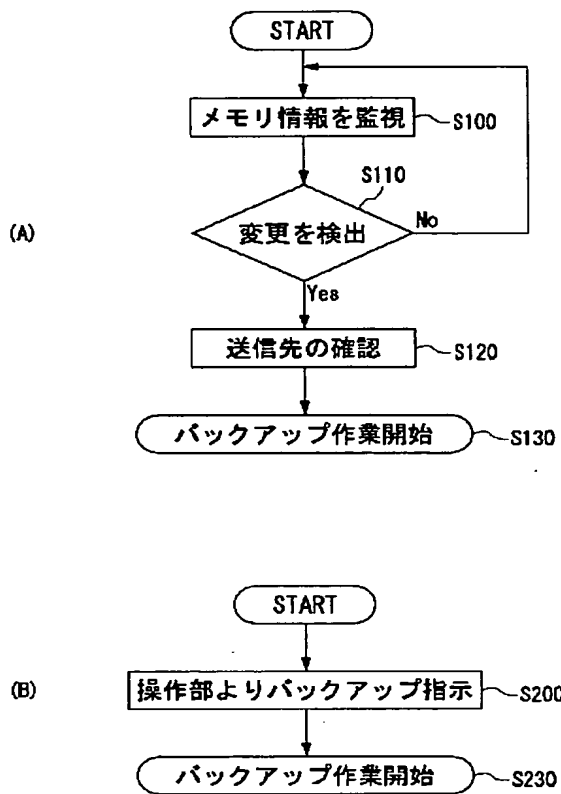 START
メモリ情報を監視
S100
S110
(A)
変更を検出
No
Yes
送信先の確認
S120
バックアップ作業開始
S130
START
(B)
操作部よりバックアップ指示
S200
バックアップ作業開始
S230